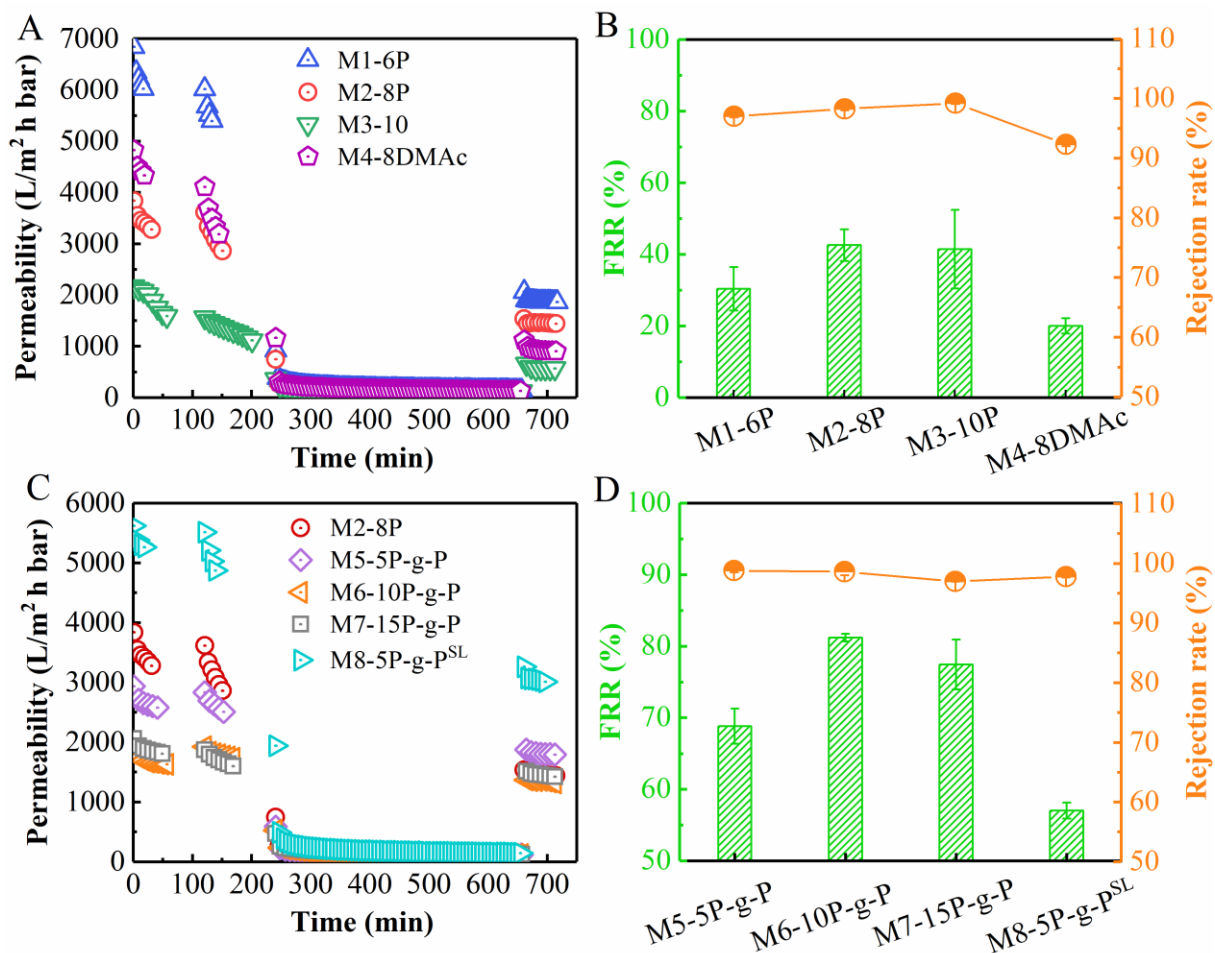 A
Permeability (L/m² h bar)
7000
6000
5000
4000
3000
2000
1000
0
M1-6P
M2-8P
M3-10
M4-8DMAc
0 100 200 300 400 500 600 700
Time (min)
B
FRR (%)
100
80
60
40
20
0
110
100
90
80
70
60
50
Rejection rate (%)
M1-6P
M2-8P
M3-10P
M4-8DMAc
C
Permeability (L/m² h bar)
6000
5000
4000
3000
2000
1000
0
M2-8P
M5-5P-g-P
M6-10P-g-P
M7-15P-g-P
M8-5P-g-Pˢᴸ
0 100 200 300 400 500 600 700
Time (min)
D
FRR (%)
100
90
80
70
60
50
110
100
90
80
70
60
50
Rejection rate (%)
M5-5P-g-P
M6-10P-g-P
M7-15P-g-P
M8-5P-g-Pˢᴸ